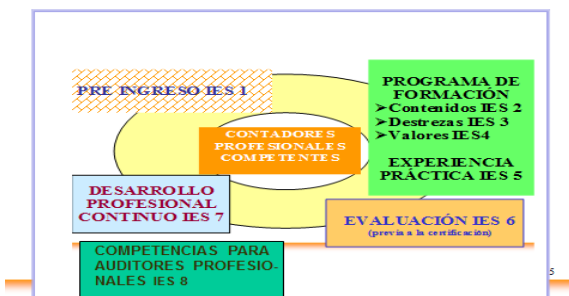 PRE INGRESO IES 1
PROGRAMA DE
FORMACIÓN
➢Contenidos IES 2
➢Destrezas IES 3
➢Valores IES4
EXPERIENCIA
PRÁCTICA IES 5
CONTADORES
PROFESIONALES
COMPETENTES
DESARROLLO
PROFESIONAL
CONTINUO IES 7
EVALUACIÓN IES 6
(previa a la certificación)
COMPETENCIAS PARA
AUDITORES PROFESIO-
NALES IES 8
5